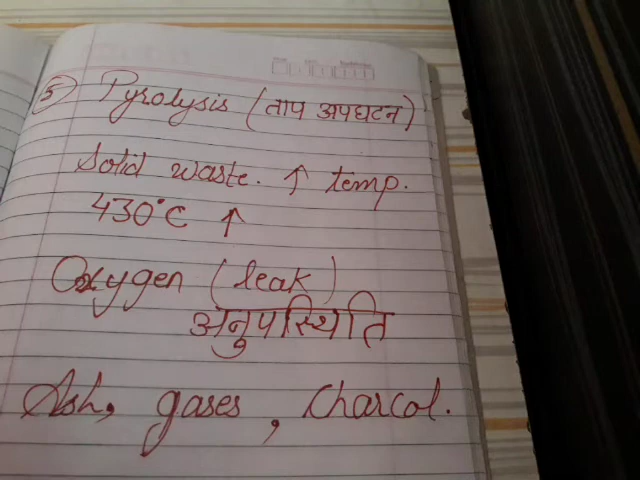 5 Pyrolysis (ताप अपघटन)
Solid waste. ↑ temp.
430°C ↑
Oxygen (leak)
अनुपस्थिति
Ash, gases, Charcol.